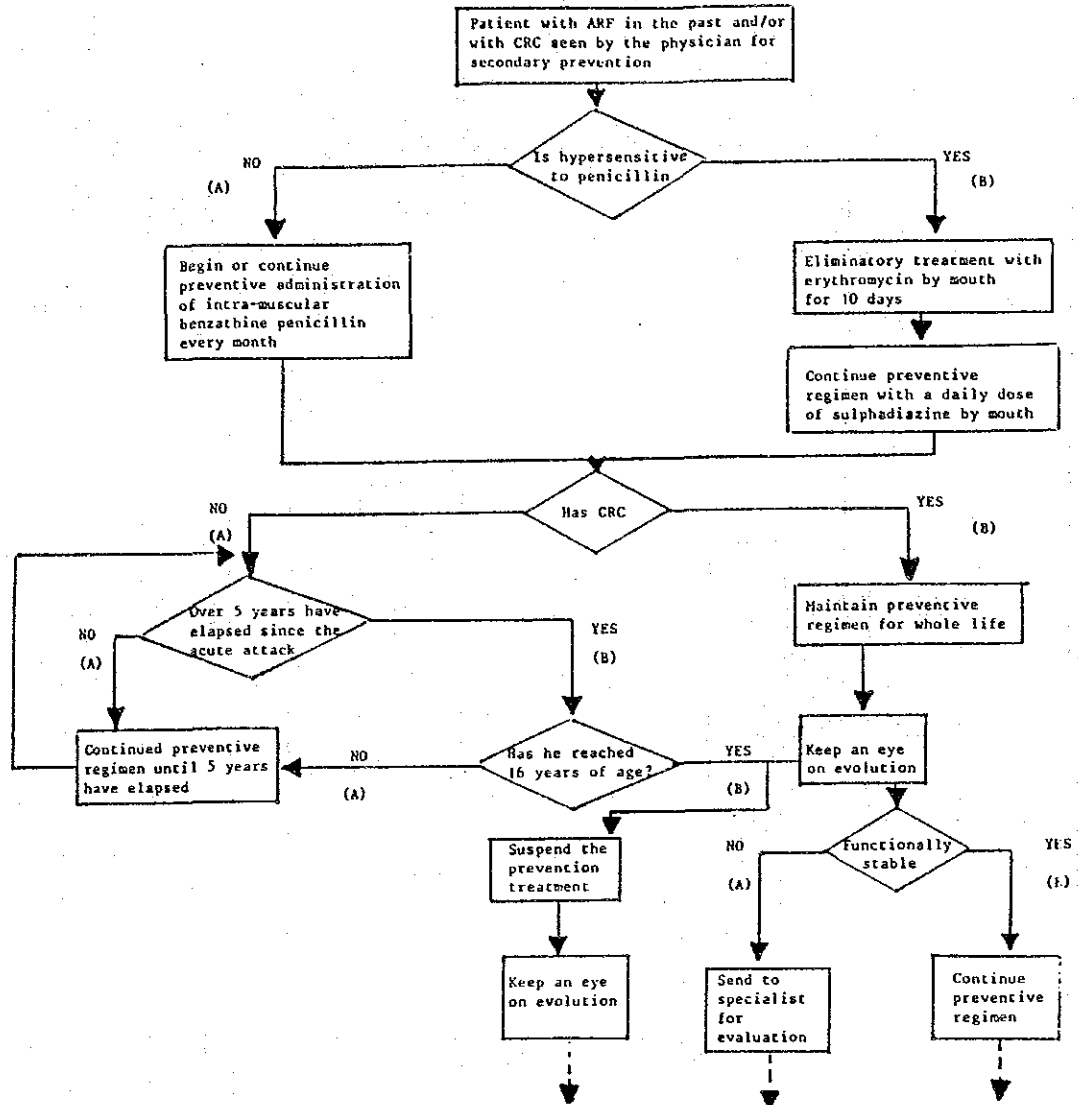 Patient with ARF in the past and/or
with CRC seen by the physician for
secondary prevention
Is hypersensitive
to penicillin
NO
(A)
YES
(B)
Begin or continue
preventive administration
of intra-muscular
benzathine penicillin
every month
Eliminatory treatment with
erythromycin by mouth
for 10 days
Continue preventive
regimen with a daily dose
of sulphadiazine by mouth
Has CRC
NO
(A)
YES
(B)
Over 5 years have
elapsed since the
acute attack
NO
(A)
YES
(B)
Maintain preventive
regimen for whole life
Continued preventive
regimen until 5 years
have elapsed
NO
(A)
Has he reached
16 years of age?
YES
(B)
Keep an eye
on evolution
Suspend the
prevention
treatment
NO
(A)
functionally
stable
YES
Keep an eye
on evolution
Send to
specialist
for
evaluation
Continue
preventive
regimen